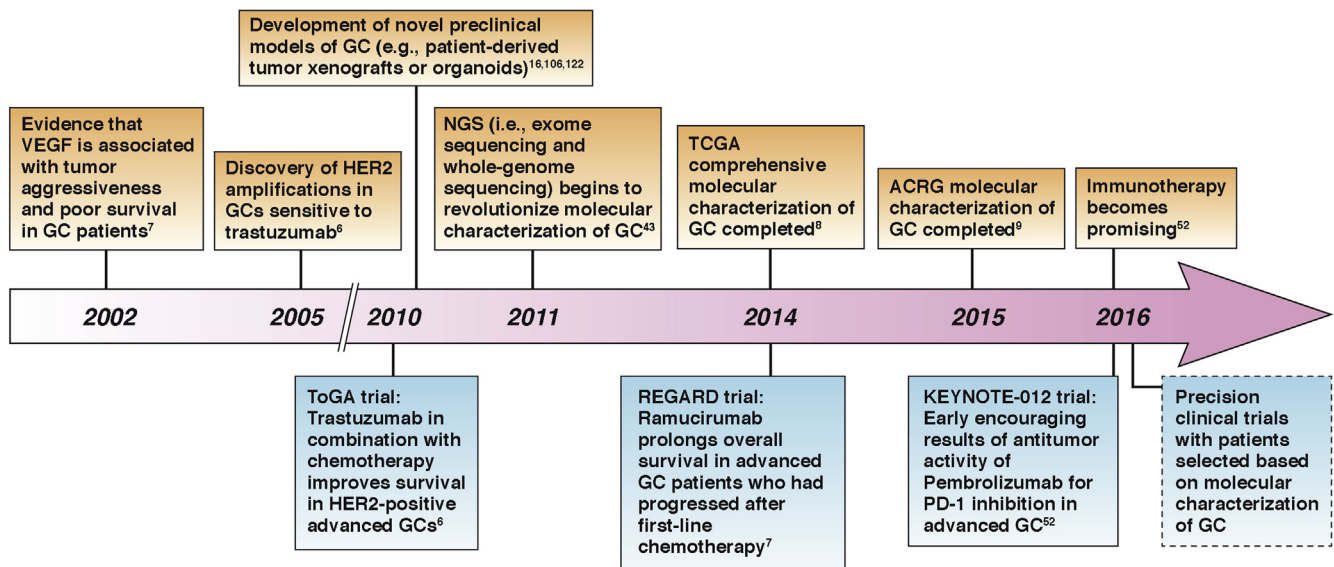 Development of novel preclinical
models of GC (e.g., patient-derived
tumor xenografts or organoids)16,106,122
Evidence that
VEGF is associated
with tumor
aggressiveness
and poor survival
in GC patients7
Discovery of HER2
amplifications in
GCs sensitive to
trastuzumab6
NGS (i.e., exome
sequencing and
whole-genome
sequencing) begins to
revolutionize molecular
characterization of GC43
TCGA
comprehensive
molecular
characterization of
GC completed8
ACRG molecular
characterization of
GC completed9
Immunotherapy
becomes
promising52
2002 2005 2010 2011 2014 2015 2016
ToGA trial:
Trastuzumab in
combination with
chemotherapy
improves survival
in HER2-positive
advanced GCs6
REGARD trial:
Ramucirumab
prolongs overall
survival in advanced
GC patients who had
progressed after
first-line
chemotherapy7
KEYNOTE-012 trial:
Early encouraging
results of antitumor
activity of
Pembrolizumab for
PD-1 inhibition in
advanced GC52
Precision
clinical trials
with patients
selected based
on molecular
characterization
of GC